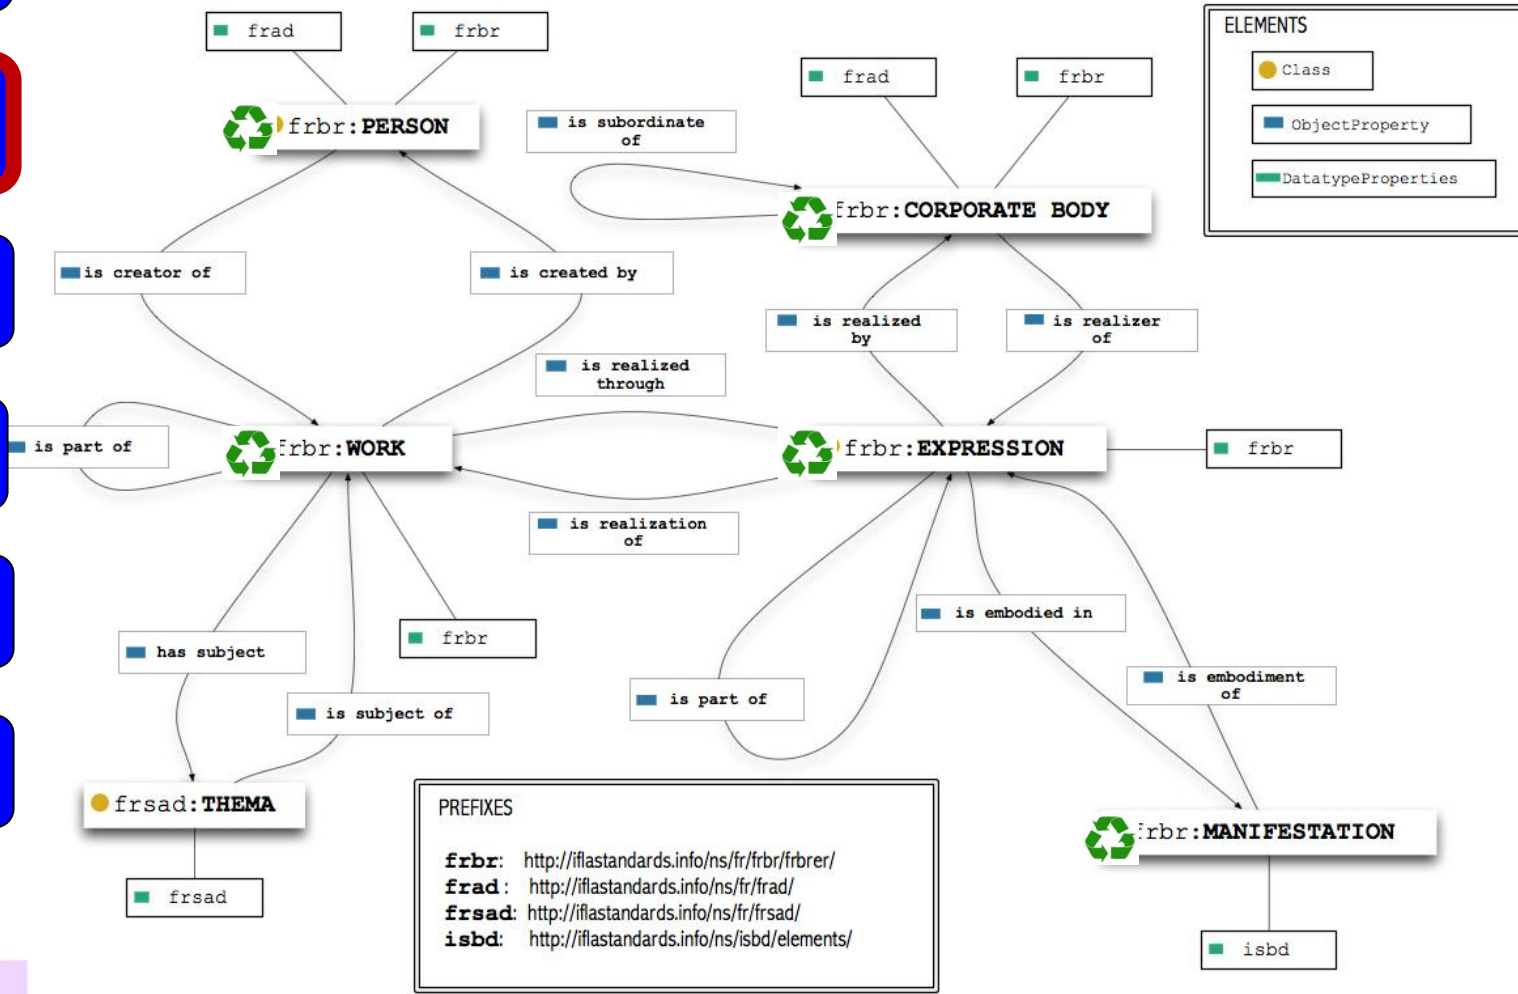 frad
frbr
ELEMENTS
Class
ObjectProperty
DatatypeProperties
frad
frbr
frbr:PERSON
is subordinate
of
frbr:CORPORATE BODY
is creator of
is created by
is realized
by
is realizer
of
is realized
through
is part of
frbr:WORK
frbr:EXPRESSION
frbr
is realization
of
is embodied in
frbr
has subject
is subject of
is part of
is embodiment
of
frsad:THEMA
frsad
PREFIXES
frbr: http://iflastandards.info/ns/fr/frbr/frbrer/
frad : http://iflastandards.info/ns/fr/frad/
frsad: http://iflastandards.info/ns/fr/frsad/
isbd: http://iflastandards.info/ns/isbd/elements/
frbr:MANIFESTATION
isbd